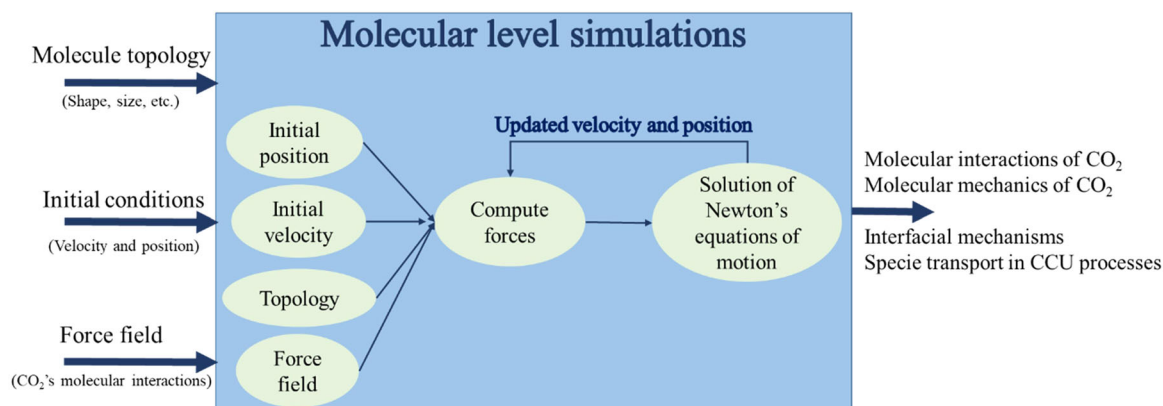 Molecular level simulations
Molecule topology
(Shape, size, etc.)
Initial conditions
(Velocity and position)
Force field
(CO₂'s molecular interactions)
Initial
position
Initial
velocity
Topology
Force
field
Updated velocity and position
Compute
forces
Solution of
Newton's
equations of
motion
Molecular interactions of CO₂
Molecular mechanics of CO₂
Interfacial mechanisms
Specie transport in CCU processes